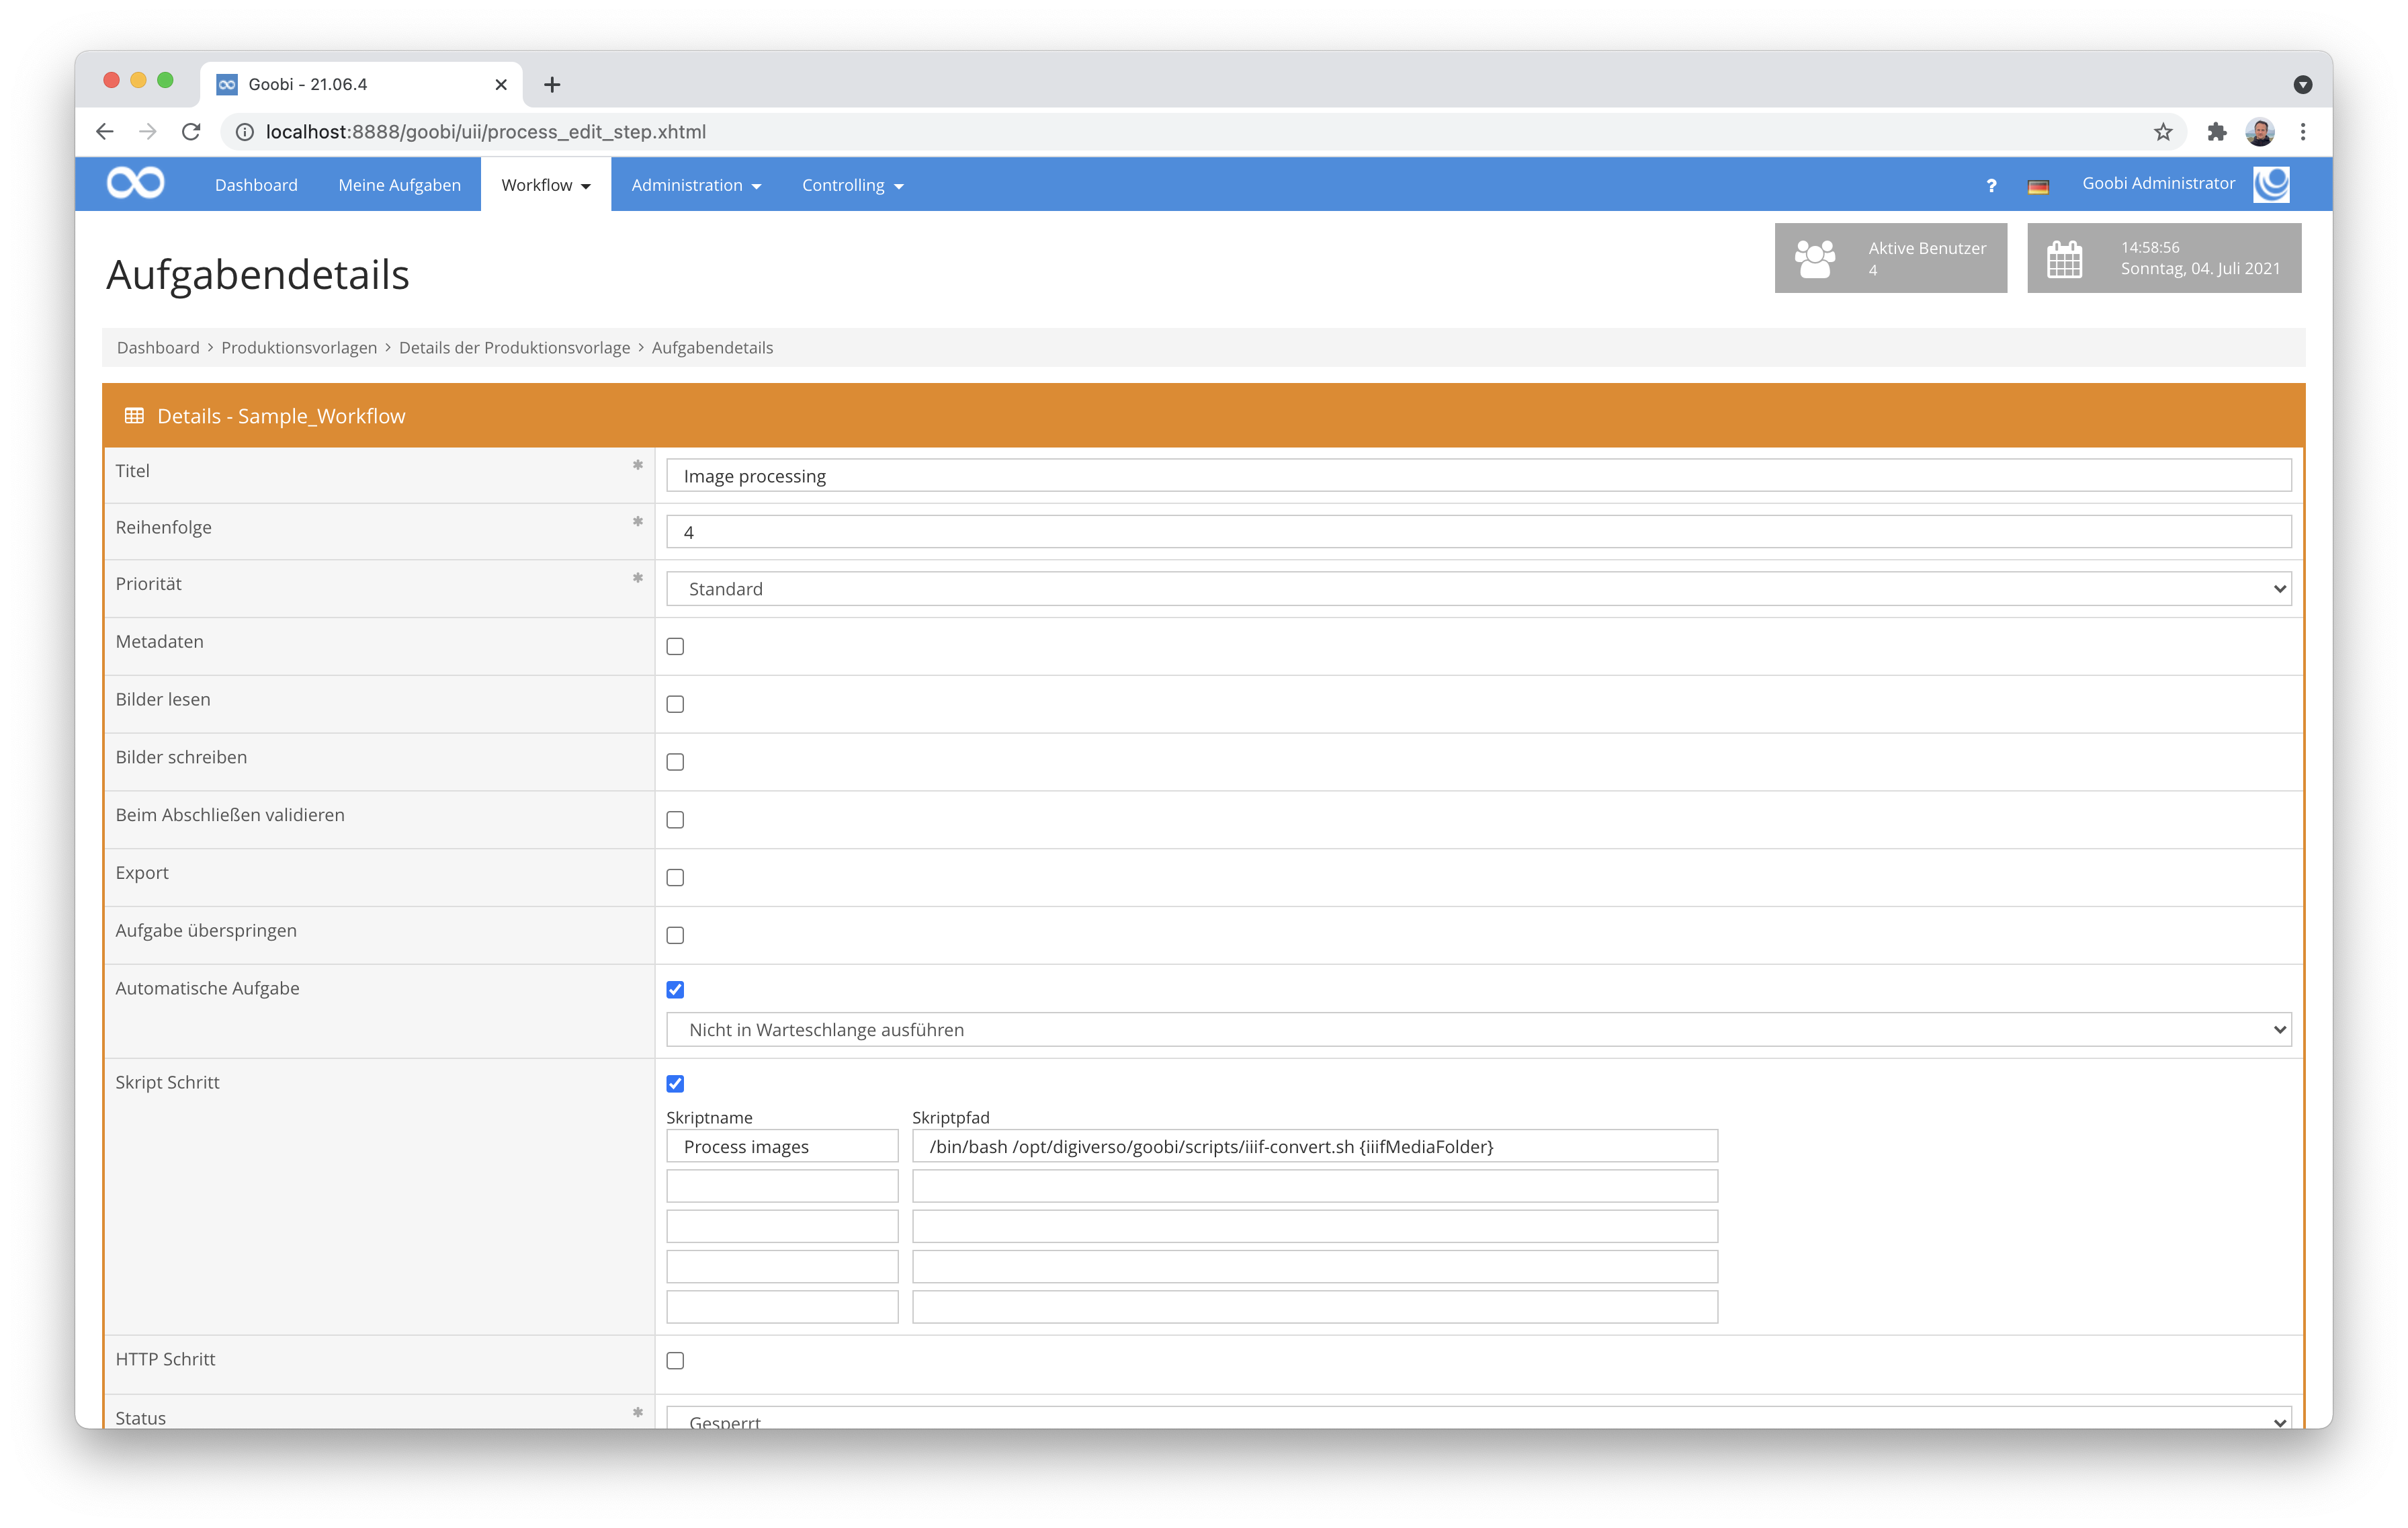 Goobi - 21.06.4
localhost:8888/goobi/uii/process_edit_step.xhtml
Dashboard Meine Aufgaben Workflow Administration Controlling ? Goobi Administrator
Aufgabendetails
Aktive Benutzer
4
14:58:56
Sonntag, 04. Juli 2021
Dashboard › Produktionsvorlagen › Details der Produktionsvorlage › Aufgabendetails
Details - Sample_Workflow
Titel * Image processing
Reihenfolge * 4
Priorität * Standard
Metadaten
Bilder lesen
Bilder schreiben
Beim Abschließen validieren
Export
Aufgabe überspringen
Automatische Aufgabe
Nicht in Warteschlange ausführen
Skript Schritt
Skriptname Skriptpfad
Process images /bin/bash /opt/digiverso/goobi/scripts/iiif-convert.sh {iiifMediaFolder}
HTTP Schritt
Status * Gesperrt